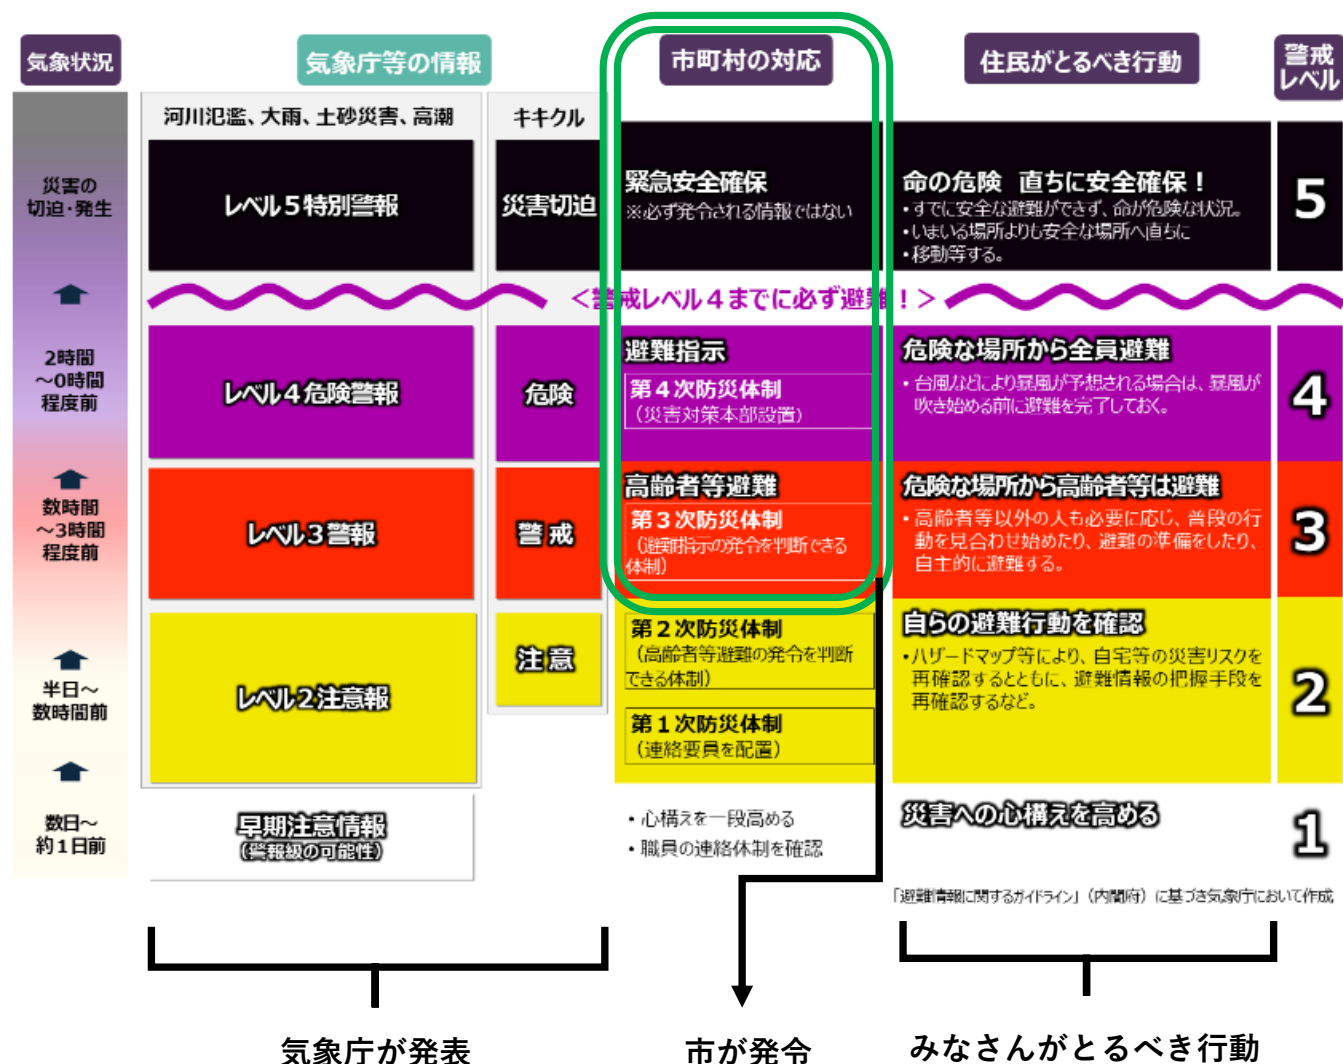 気象状況
気象庁等の情報
市町村の対応
住民がとるべき行動
警戒
レベル
河川氾濫、大雨、土砂災害、高潮
キキクル
災害の
切迫・発生
レベル5特別警報
災害切迫
緊急安全確保
※必ず発令される情報ではない
命の危険 直ちに安全確保！
・すでに安全な避難ができず、命が危険な状況。
・いまいる場所よりも安全な場所へ直ちに
・移動等する。
5
＜警戒レベル４までに必ず避難！＞
2時間
～0時間
程度前
レベル4危険警報
危険
避難指示
第４次防災体制
（災害対策本部設置）
危険な場所から全員避難
・台風などにより暴風が予想される場合は、暴風が
吹き始める前に避難を完了しておく。
4
数時間
～3時間
程度前
レベル3警報
警戒
高齢者等避難
第３次防災体制
（避難指示の発令を判断できる
体制）
危険な場所から高齢者等は避難
・高齢者等以外の人も必要に応じ、普段の行
動を見合わせ始めたり、避難の準備をしたり、
自主的に避難する。
3
半日～
数時間前
レベル2注意報
注意
第２次防災体制
（高齢者等避難の発令を判断
できる体制）
第１次防災体制
（連絡要員を配置）
自らの避難行動を確認
・ハザードマップ等により、自宅等の災害リスクを
再確認するとともに、避難情報の把握手段を
再確認するなど。
2
数日～
約１日前
早期注意情報
（警報級の可能性）
・心構えを一段高める
・職員の連絡体制を確認
災害への心構えを高める
1
「避難情報に関するガイドライン」（内閣府）に基づき気象庁において作成
気象庁が発表
市が発令
みなさんがとるべき行動